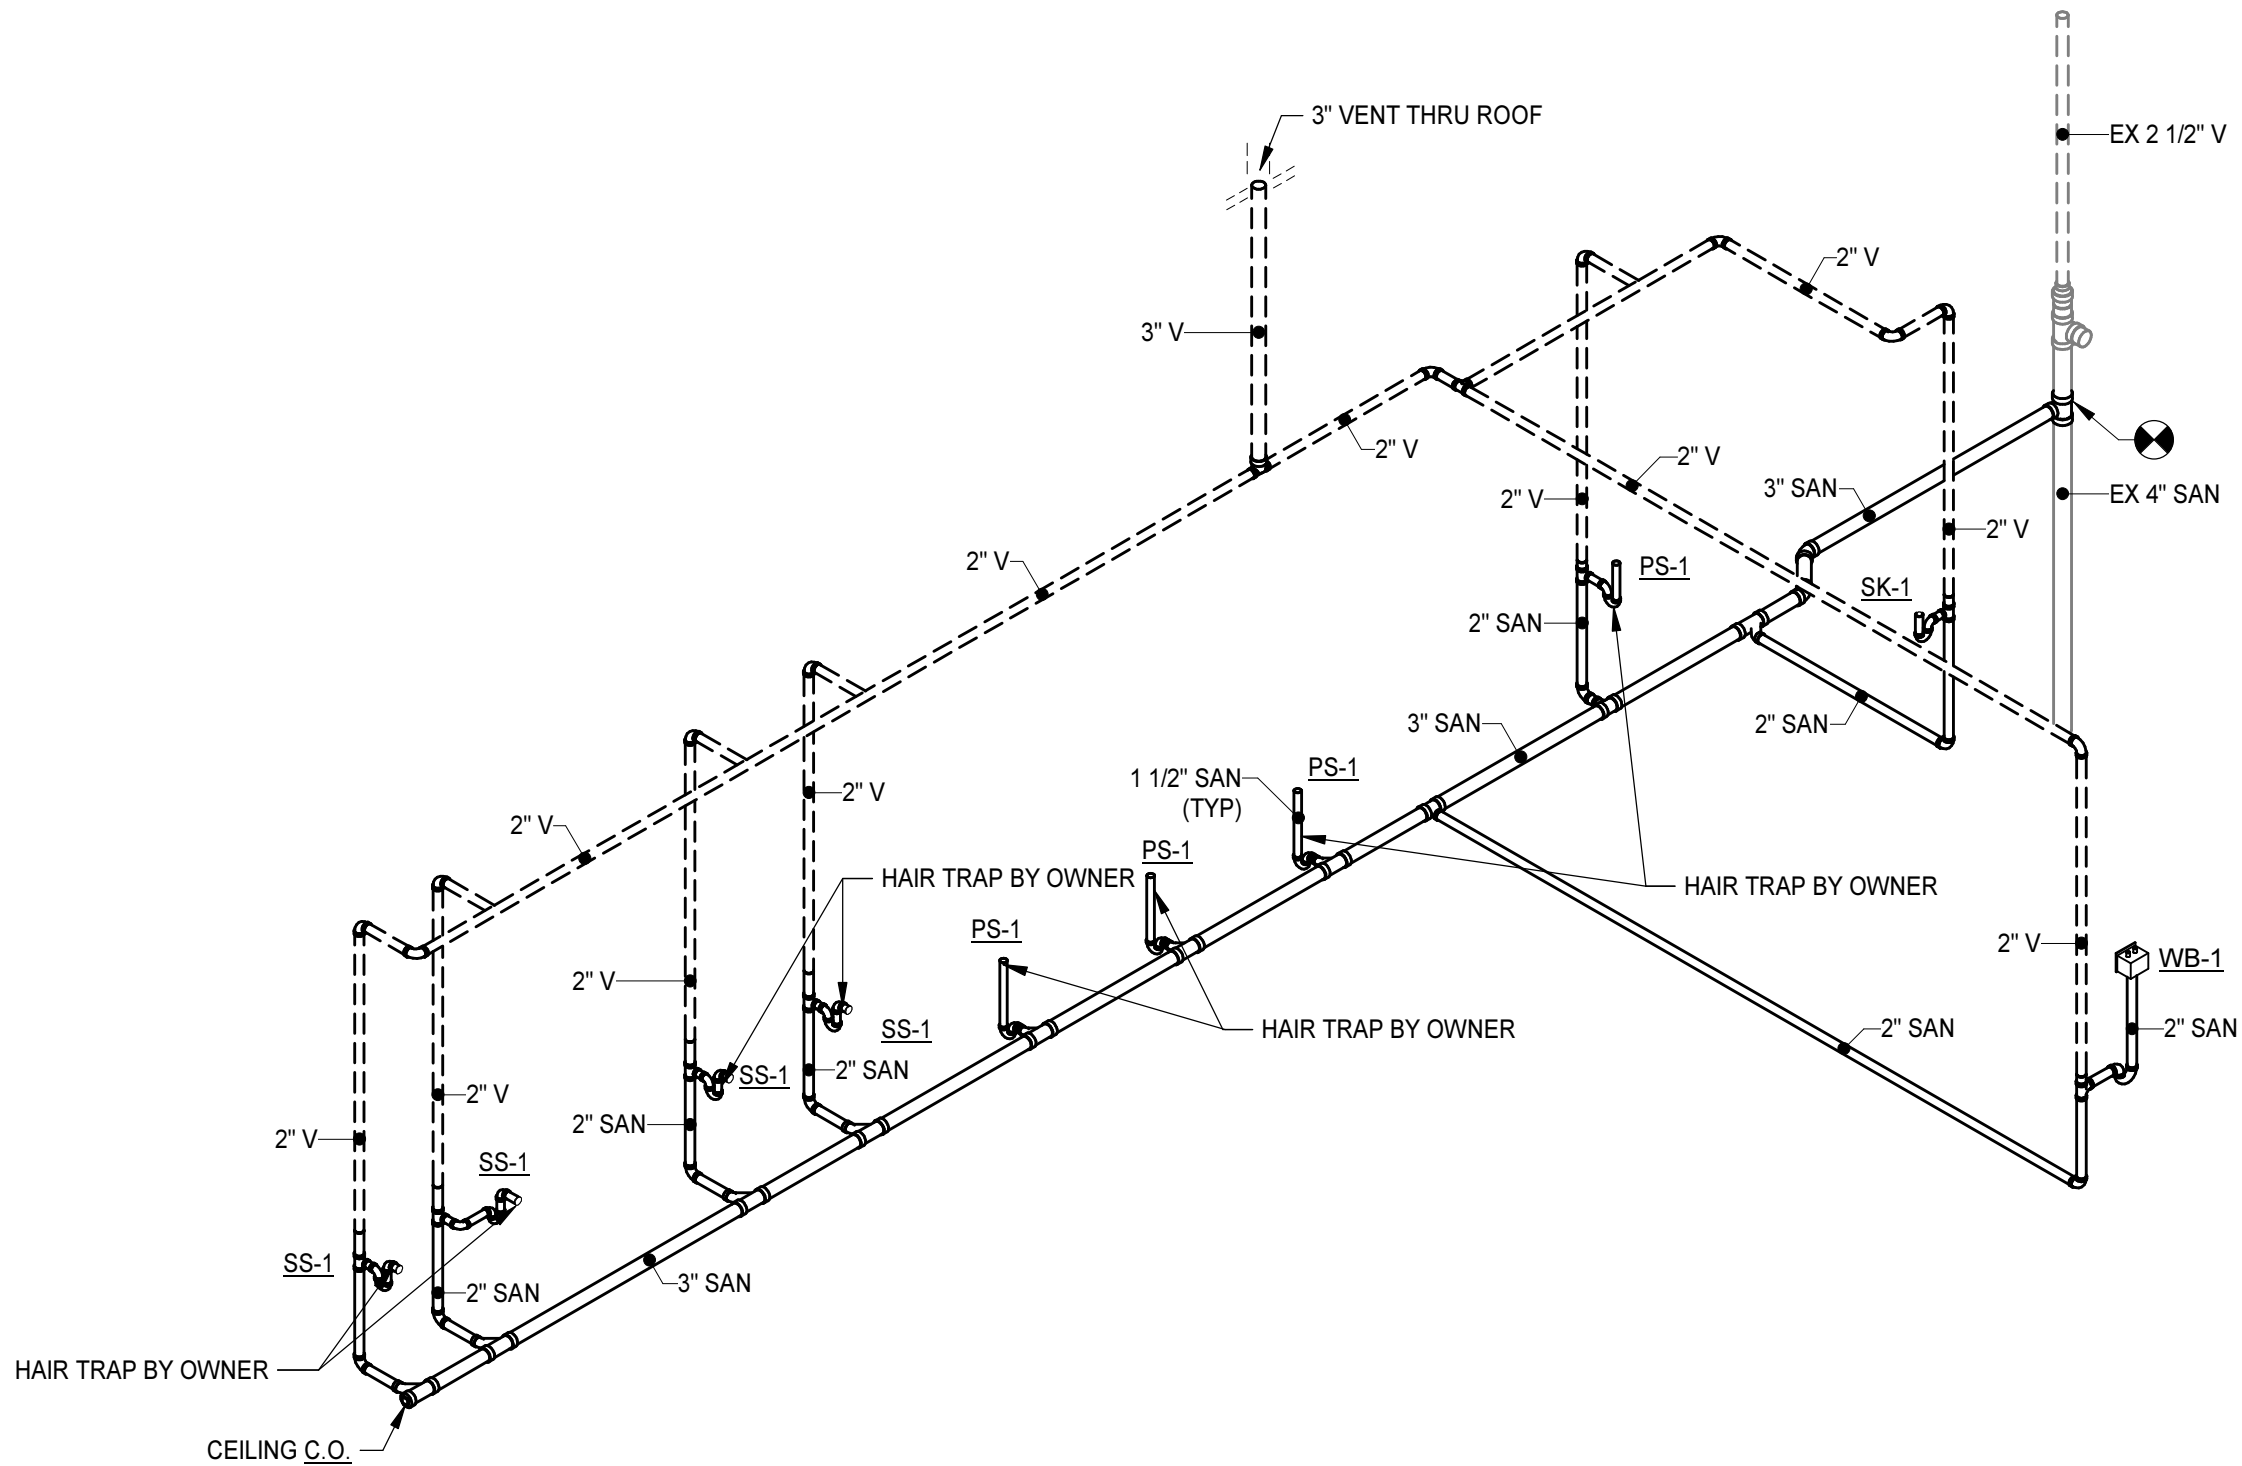 3" VENT THRU ROOF
EX 2 1/2" V
2" V
3" V
2" V
2" V
3" SAN
EX 4" SAN
2" V
2" V
2" V
PS-1
SK-1
2" SAN
3" SAN
2" SAN
1 1/2" SAN
(TYP)
PS-1
2" V
2" V
PS-1
HAIR TRAP BY OWNER
HAIR TRAP BY OWNER
PS-1
2" V
WB-1
2" V
SS-1
HAIR TRAP BY OWNER
2" SAN
2" SAN
SS-1
2" SAN
2" V
2" SAN
2" V
SS-1
SS-1
3" SAN
2" SAN
HAIR TRAP BY OWNER
CEILING C.O.